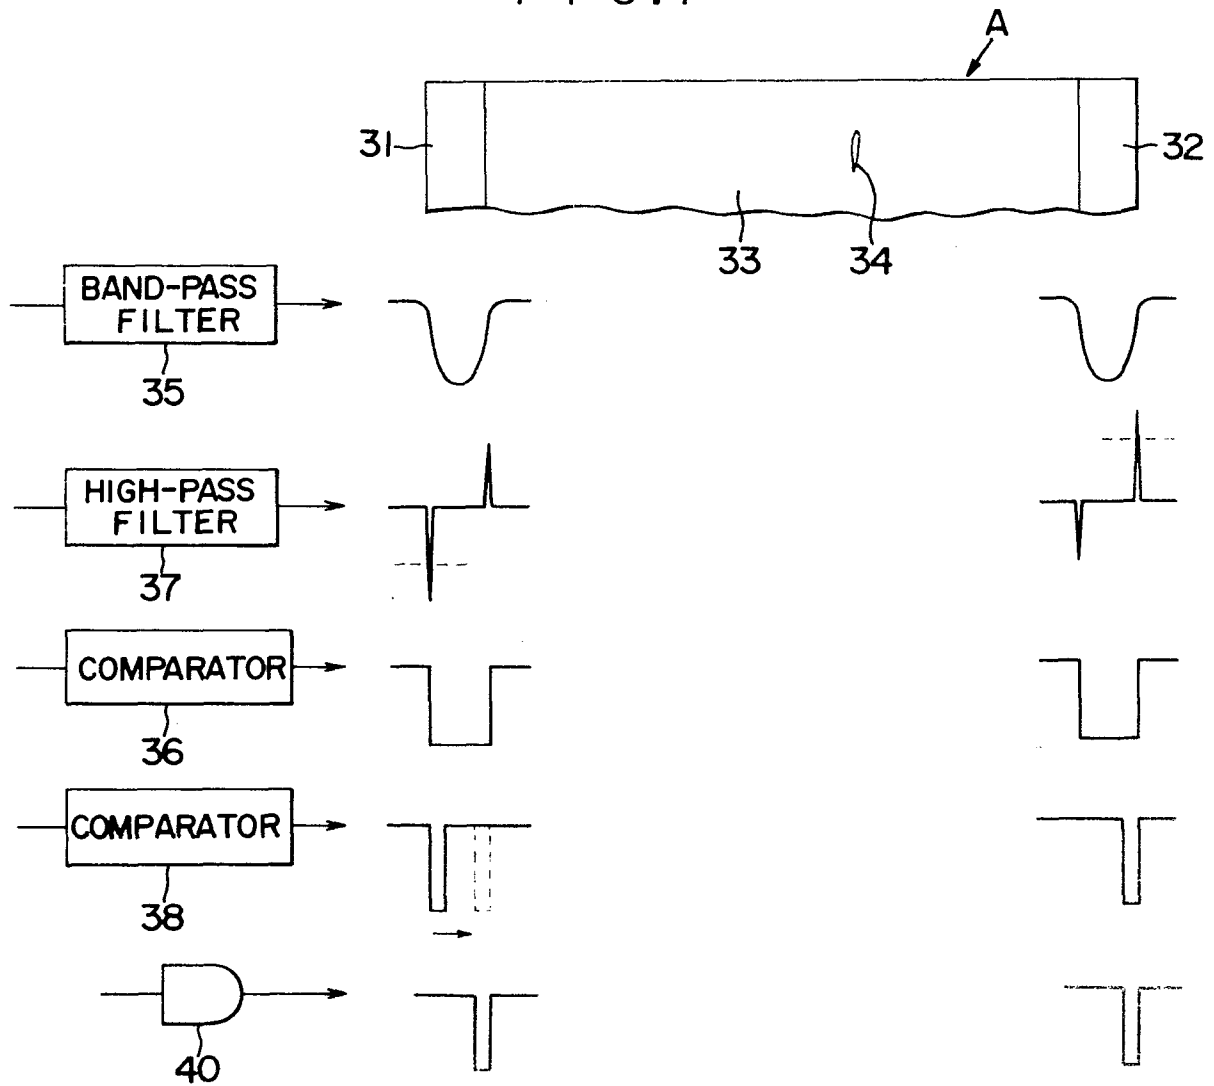 A
31
32
33
34
BAND-PASS
FILTER
35
HIGH-PASS
FILTER
37
COMPARATOR
36
COMPARATOR
38
40